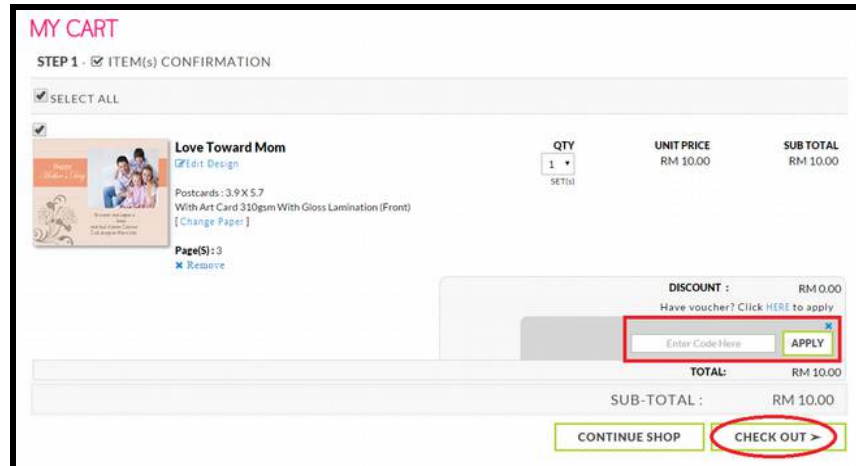 MY CART
STEP 1 - ITEM(s) CONFIRMATION
SELECT ALL
Happy
Mother's Day
Love Toward Mom
Edit Design
Postcards : 3.9 X 5.7
With Art Card 310gsm With Gloss Lamination (Front)
[ Change Paper ]
Page(S) : 3
Remove
QTY
1
SET(s)
UNIT PRICE
RM 10.00
SUB TOTAL
RM 10.00
DISCOUNT : RM 0.00
Have voucher? Click HERE to apply
Enter Code Here APPLY
TOTAL: RM 10.00
SUB-TOTAL : RM 10.00
CONTINUE SHOP CHECK OUT ➢